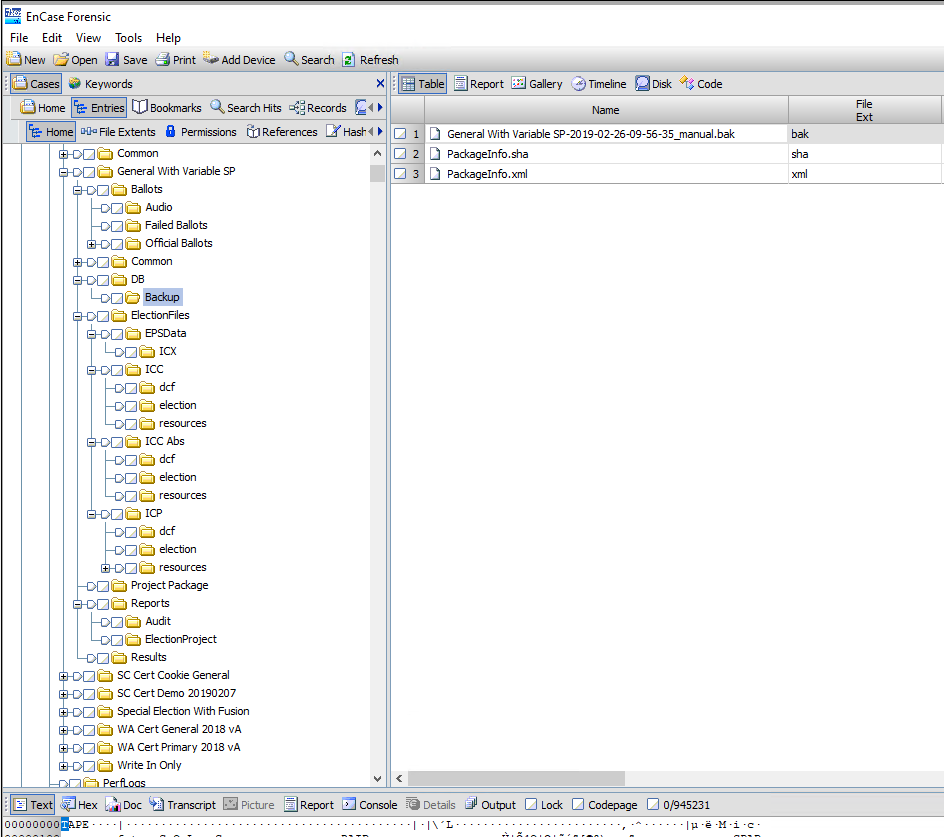 EnCase Forensic
File Edit View Tools Help
New Open Save Print Add Device Search Refresh
Cases Keywords
Table Report Gallery Timeline Disk Code
Home Entries Bookmarks Search Hits Records
Home File Extents Permissions References Hash
Name
File
Ext
1 General With Variable SP-2019-02-26-09-56-35_manual.bak bak
2 PackageInfo.sha sha
3 PackageInfo.xml xml
Common
General With Variable SP
Ballots
Audio
Failed Ballots
Official Ballots
Common
DB
Backup
ElectionFiles
EPSData
ICX
ICC
dcf
election
resources
ICC Abs
dcf
election
resources
ICP
dcf
election
resources
Project Package
Reports
Audit
ElectionProject
Results
SC Cert Cookie General
SC Cert Demo 20190207
Special Election With Fusion
WA Cert General 2018 vA
WA Cert Primary 2018 vA
Write In Only
PerfLogs
Text Hex Doc Transcript Picture Report Console Details Output Lock Codepage 0/945231
00000000 TAPE